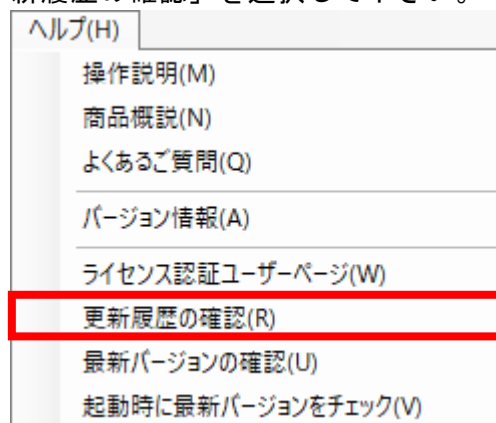 新履歴の確認」を選択して下さい。
ヘルプ(H)
操作説明(M)
商品概説(N)
よくあるご質問(Q)
バージョン情報(A)
ライセンス認証ユーザーページ(W)
更新履歴の確認(R)
最新バージョンの確認(U)
起動時に最新バージョンをチェック(V)